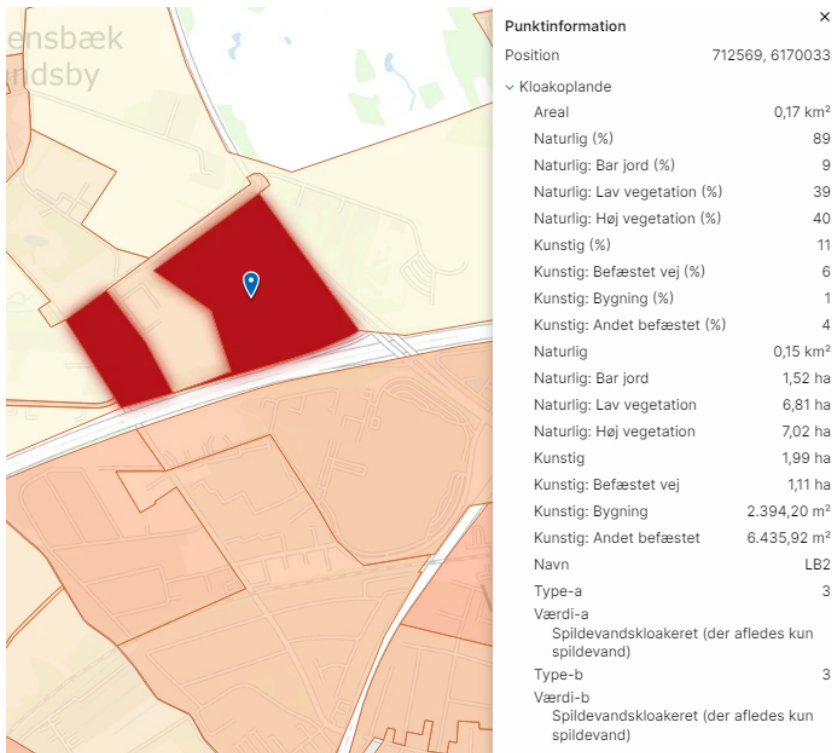 ensbæk
ndsby
Punktinformation
×
Position 712569, 6170033
Kloakoplande
Areal 0,17 km²
Naturlig (%) 89
Naturlig: Bar jord (%) 9
Naturlig: Lav vegetation (%) 39
Naturlig: Høj vegetation (%) 40
Kunstig (%) 11
Kunstig: Befæstet vej (%) 6
Kunstig: Bygning (%) 1
Kunstig: Andet befæstet (%) 4
Naturlig 0,15 km²
Naturlig: Bar jord 1,52 ha
Naturlig: Lav vegetation 6,81 ha
Naturlig: Høj vegetation 7,02 ha
Kunstig 1,99 ha
Kunstig: Befæstet vej 1,11 ha
Kunstig: Bygning 2.394,20 m²
Kunstig: Andet befæstet 6.435,92 m²
Navn LB2
Type-a 3
Værdi-a
Spildevandskloakeret (der afledes kun
spildevand)
Type-b 3
Værdi-b
Spildevandskloakeret (der afledes kun
spildevand)